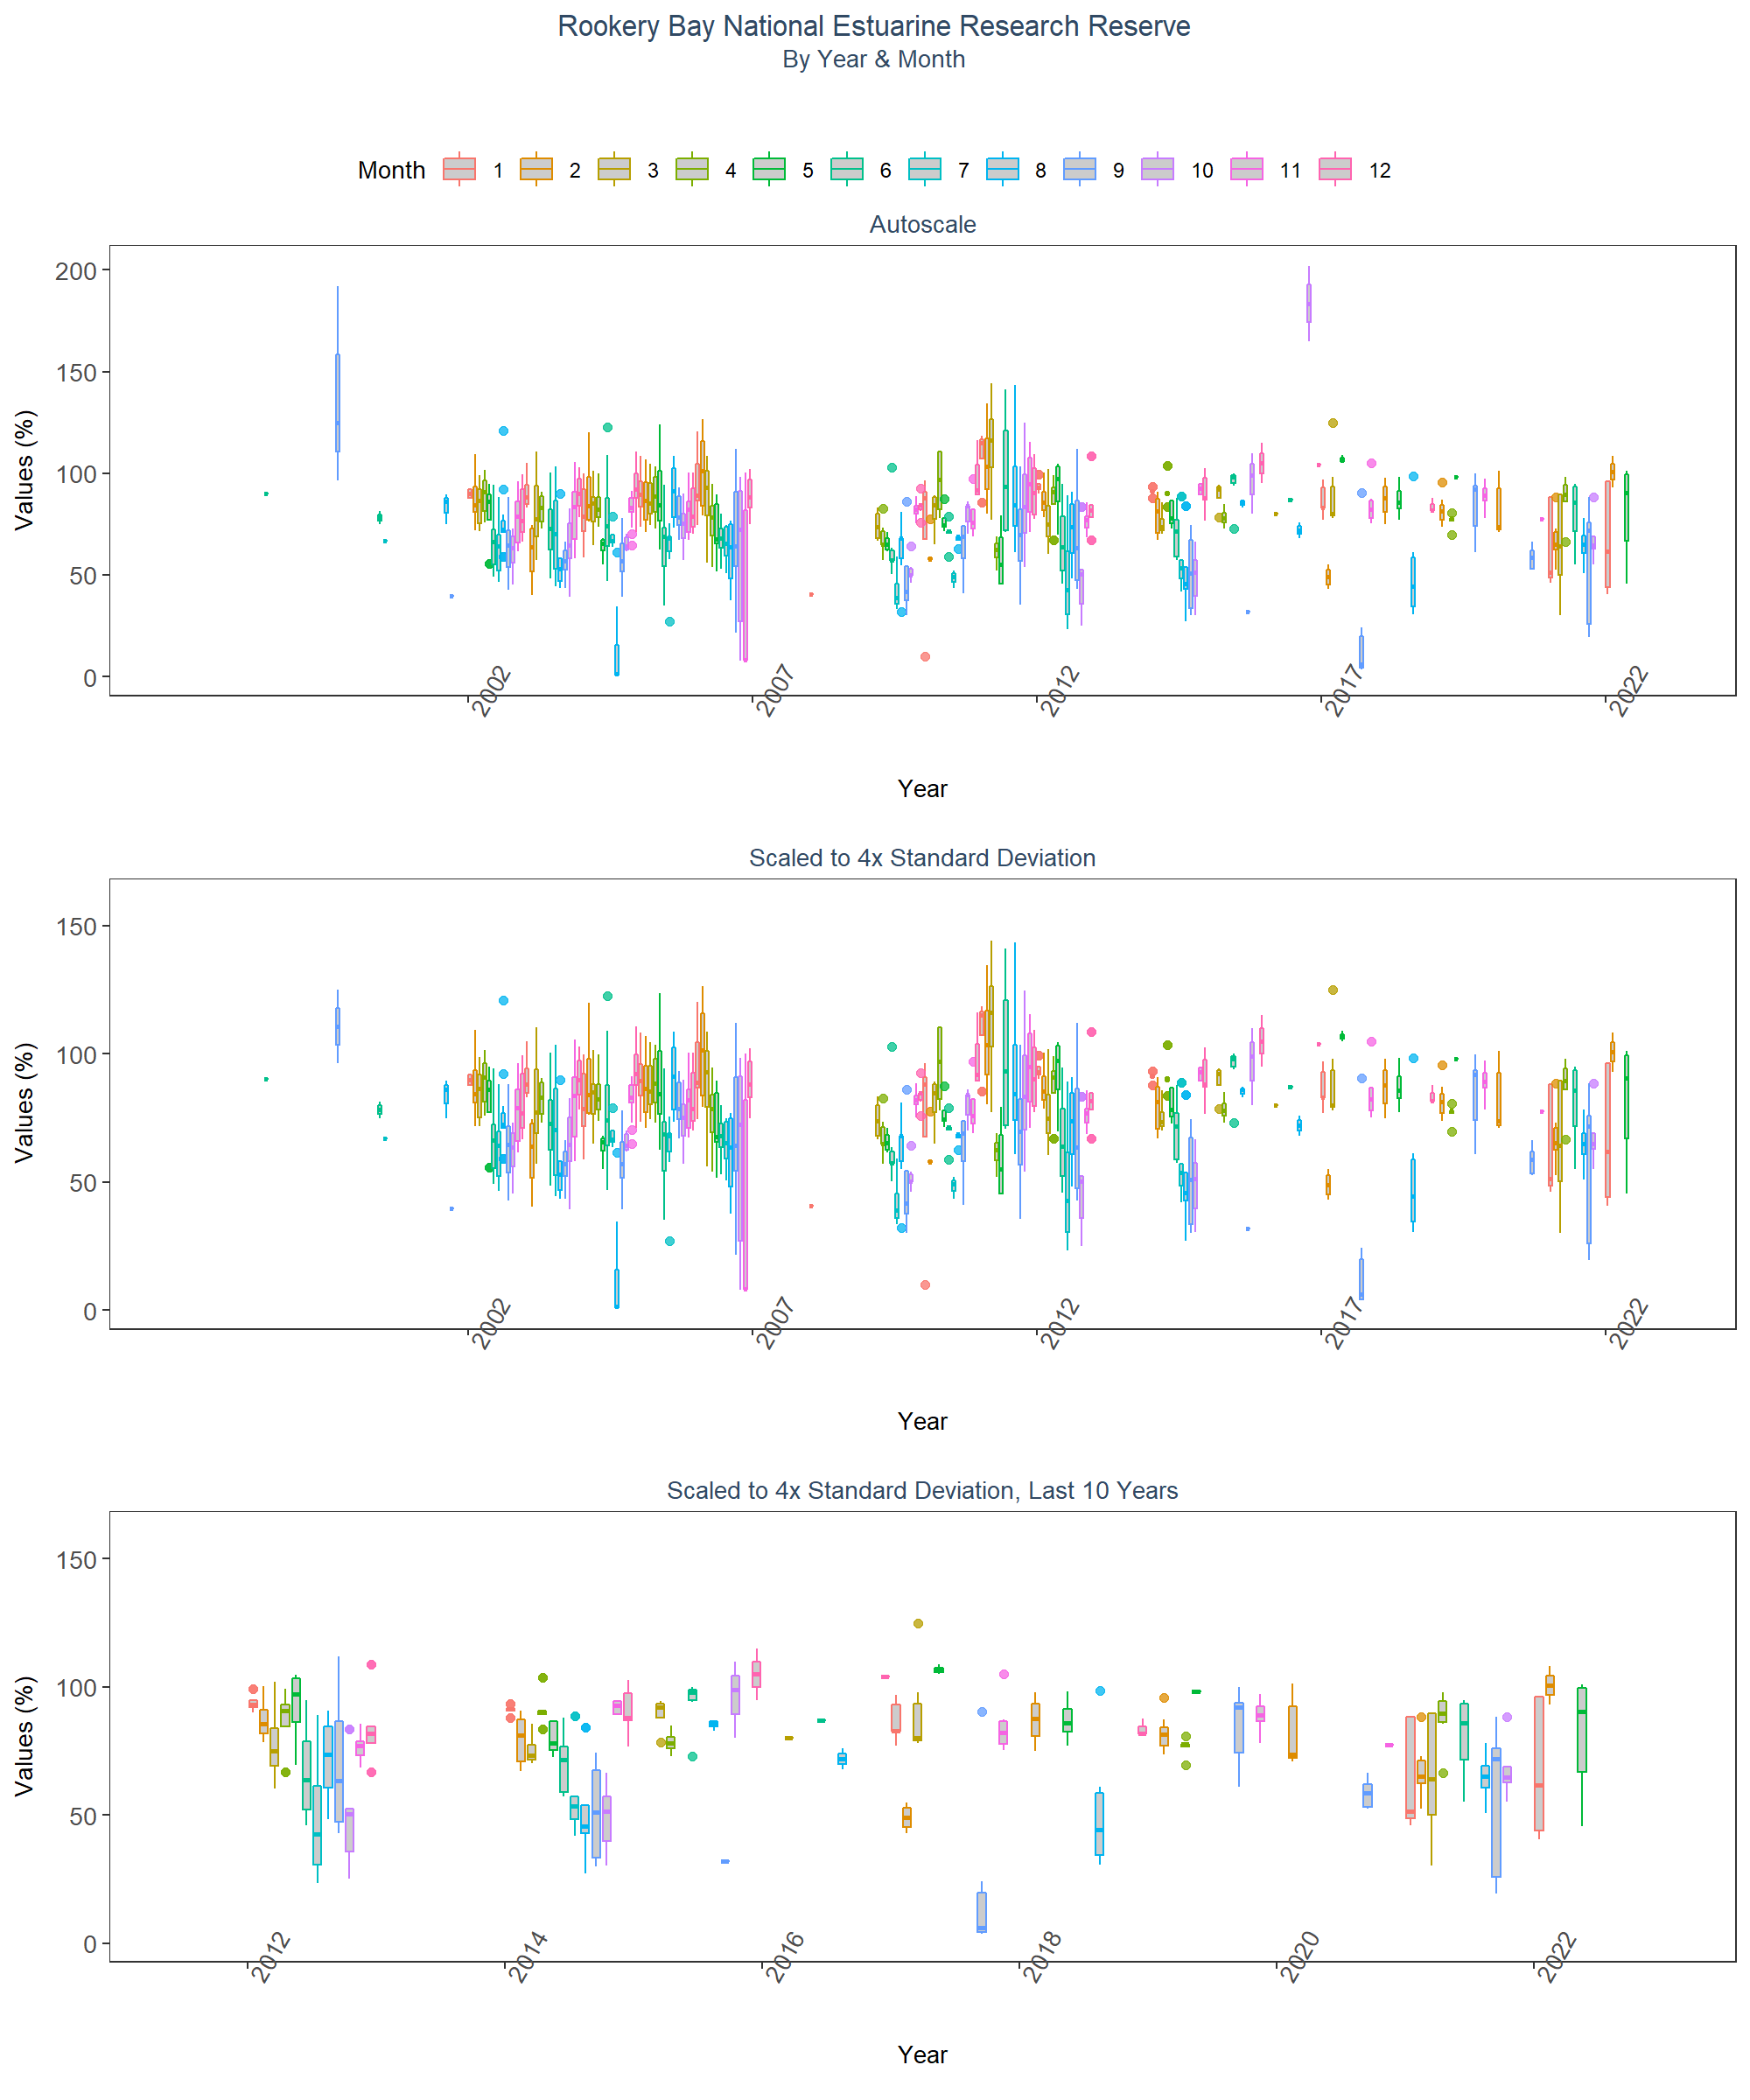 Rookery Bay National Estuarine Research Reserve
By Year & Month
Month 1 2 3 4 5 6 7 8 9 10 11 12
Autoscale
Values (%)
200
150
100
50
0
2002 2007 2012 2017 2022
Year
Scaled to 4x Standard Deviation
Values (%)
150
100
50
0
2002 2007 2012 2017 2022
Year
Scaled to 4x Standard Deviation, Last 10 Years
Values (%)
150
100
50
0
2012 2014 2016 2018 2020 2022
Year